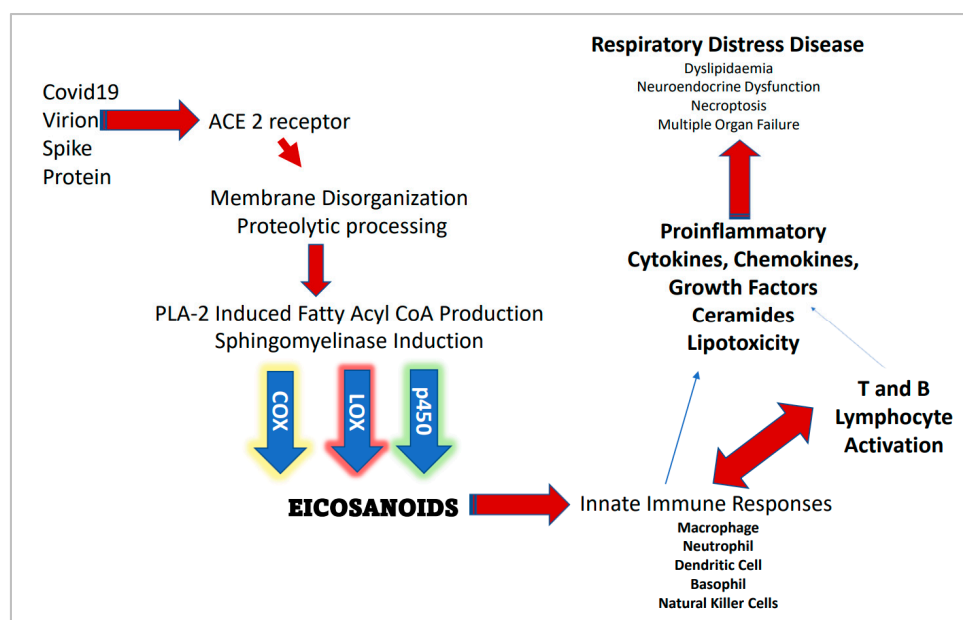 Covid19
Virion
Spike
Protein
ACE 2 receptor
Membrane Disorganization
Proteolytic processing
PLA-2 Induced Fatty Acyl CoA Production
Sphingomyelinase Induction
COX
LOX
p450
EICOSANOIDS
Innate Immune Responses
Macrophage
Neutrophil
Dendritic Cell
Basophil
Natural Killer Cells
T and B
Lymphocyte
Activation
Proinflammatory
Cytokines, Chemokines,
Growth Factors
Ceramides
Lipotoxicity
Respiratory Distress Disease
Dyslipidaemia
Neuroendocrine Dysfunction
Necroptosis
Multiple Organ Failure